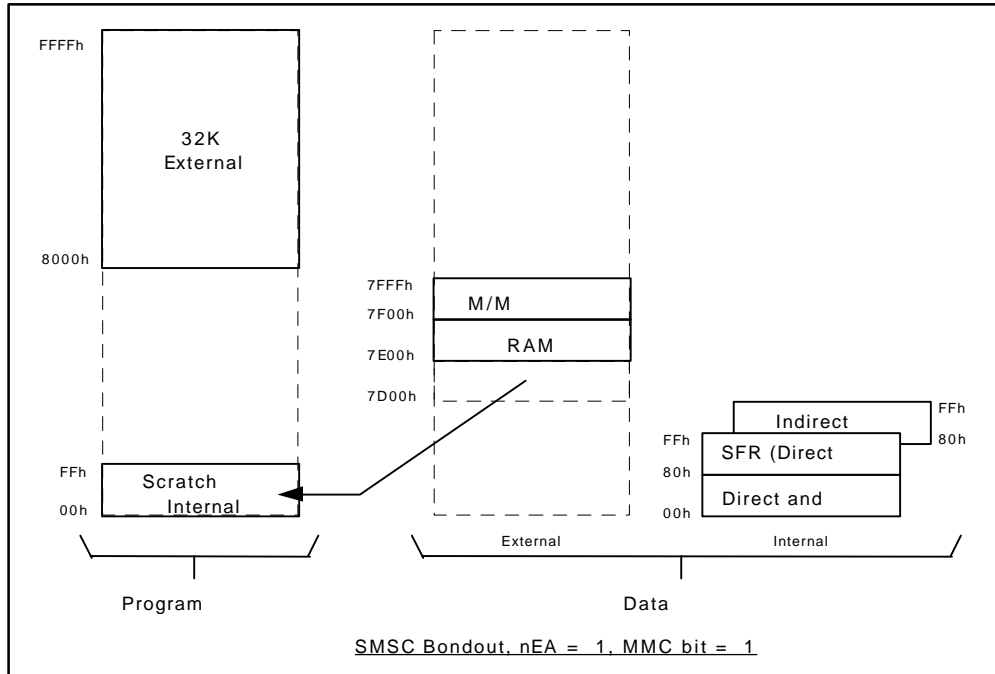 FFFFh
32K
External
8000h
FFh
Scratch
Internal
00h
Program
7FFFh
M/M
7F00h
RAM
7E00h
7D00h
Indirect
FFh
80h
FFh
SFR (Direct
80h
Direct and
00h
External
Internal
Data
SMSC Bondout, nEA = 1, MMC bit = 1